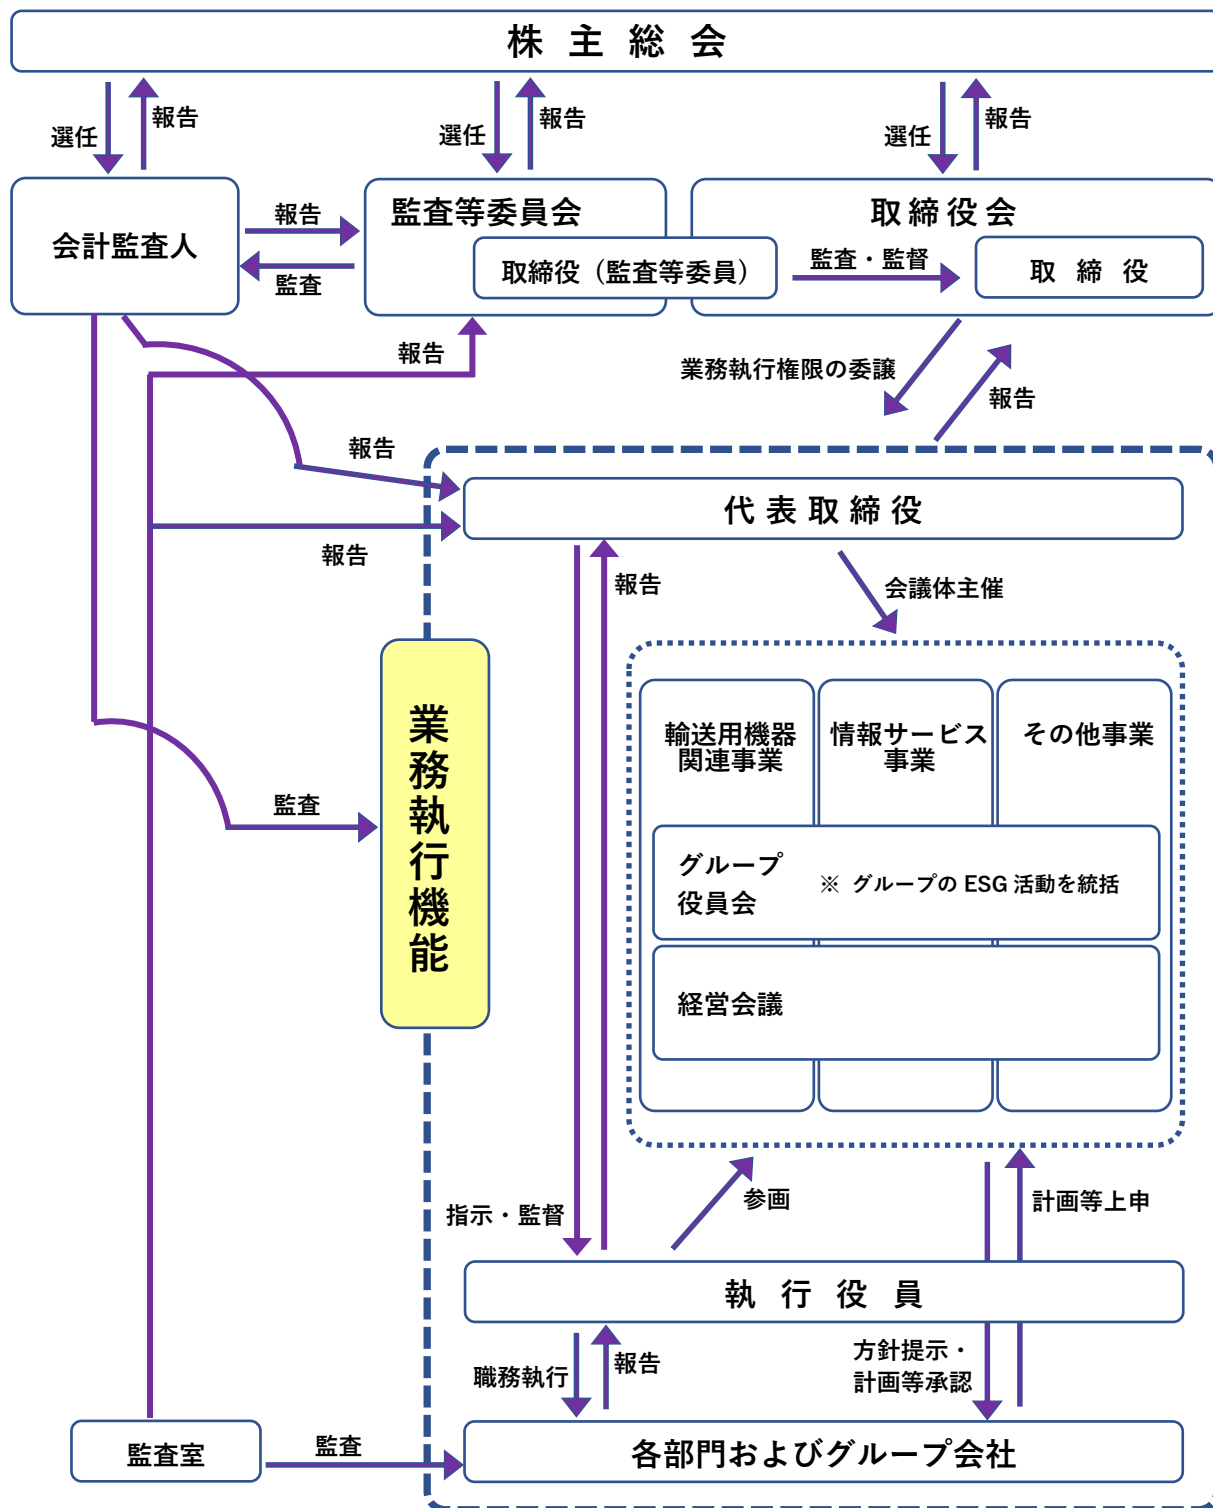 株主総会
選任
報告
選任
報告
選任
報告
会計監査人
報告
監査
監査等委員会
取締役（監査等委員）
取締役会
監査・監督
取締役
報告
業務執行権限の委譲
報告
報告
代表取締役
報告
報告
会議体主催
業務執行機能
輸送用機器
関連事業
情報サービス
事業
その他事業
監査
グループ
役員会
※ グループの ESG 活動を統括
経営会議
指示・監督
参画
計画等上申
執行役員
職務執行
報告
方針提示・
計画等承認
監査室
監査
各部門およびグループ会社